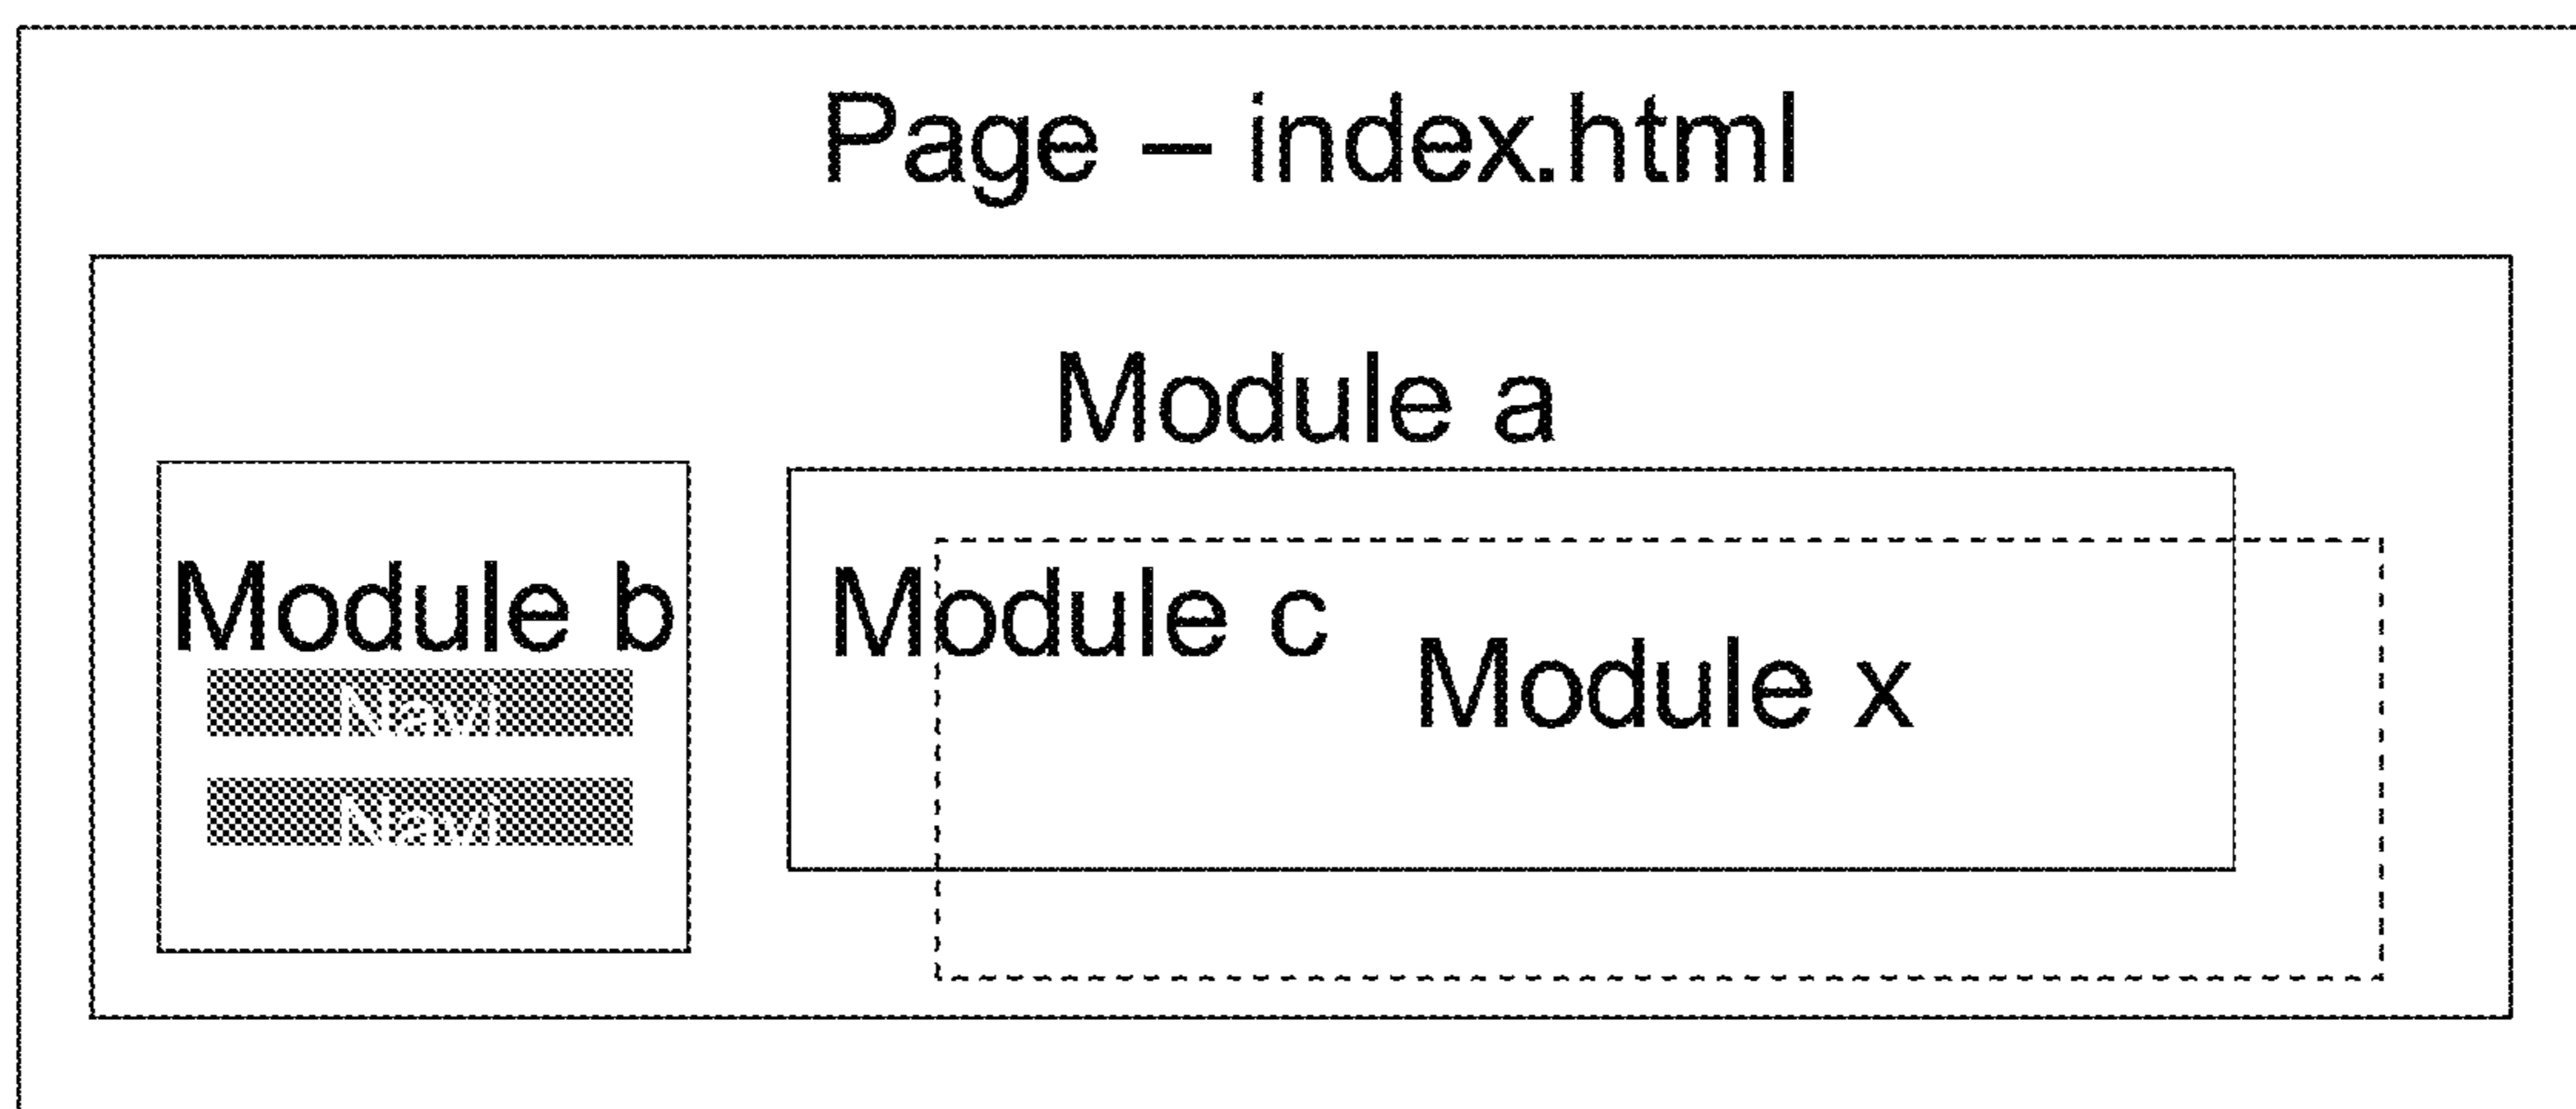 Page – index.html
Module a
Module b
Navi
Navi
Module c
Module x